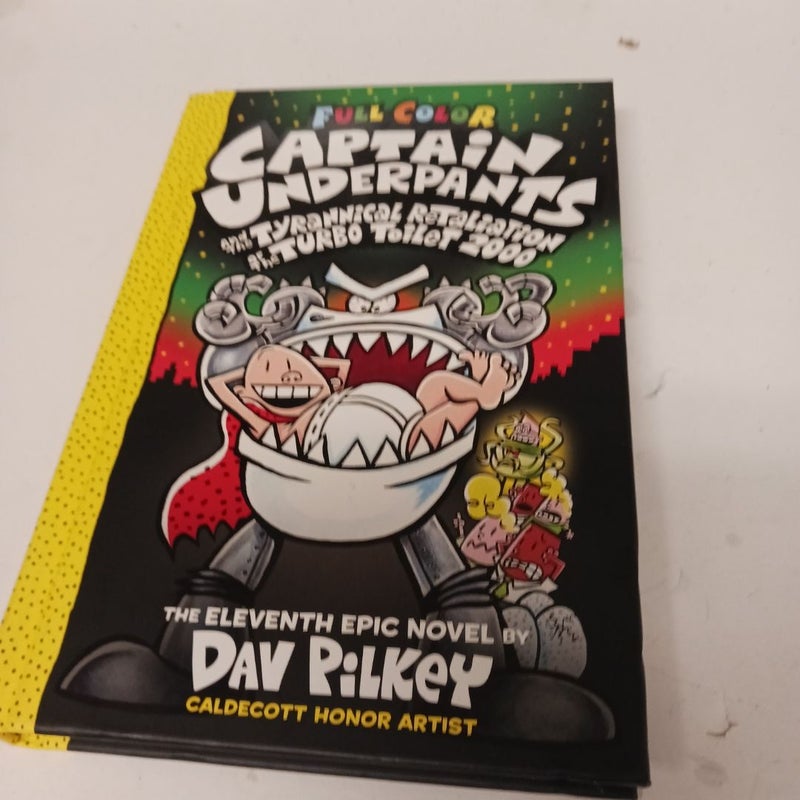 FULL COLOR
CAPTAIN
UNDERPANTS
and the TYRANNICAL RETALIATION
of the TURBO TOILET 2000
THE ELEVENTH EPIC NOVEL BY
DAV PILKEY
CALDECOTT HONOR ARTIST